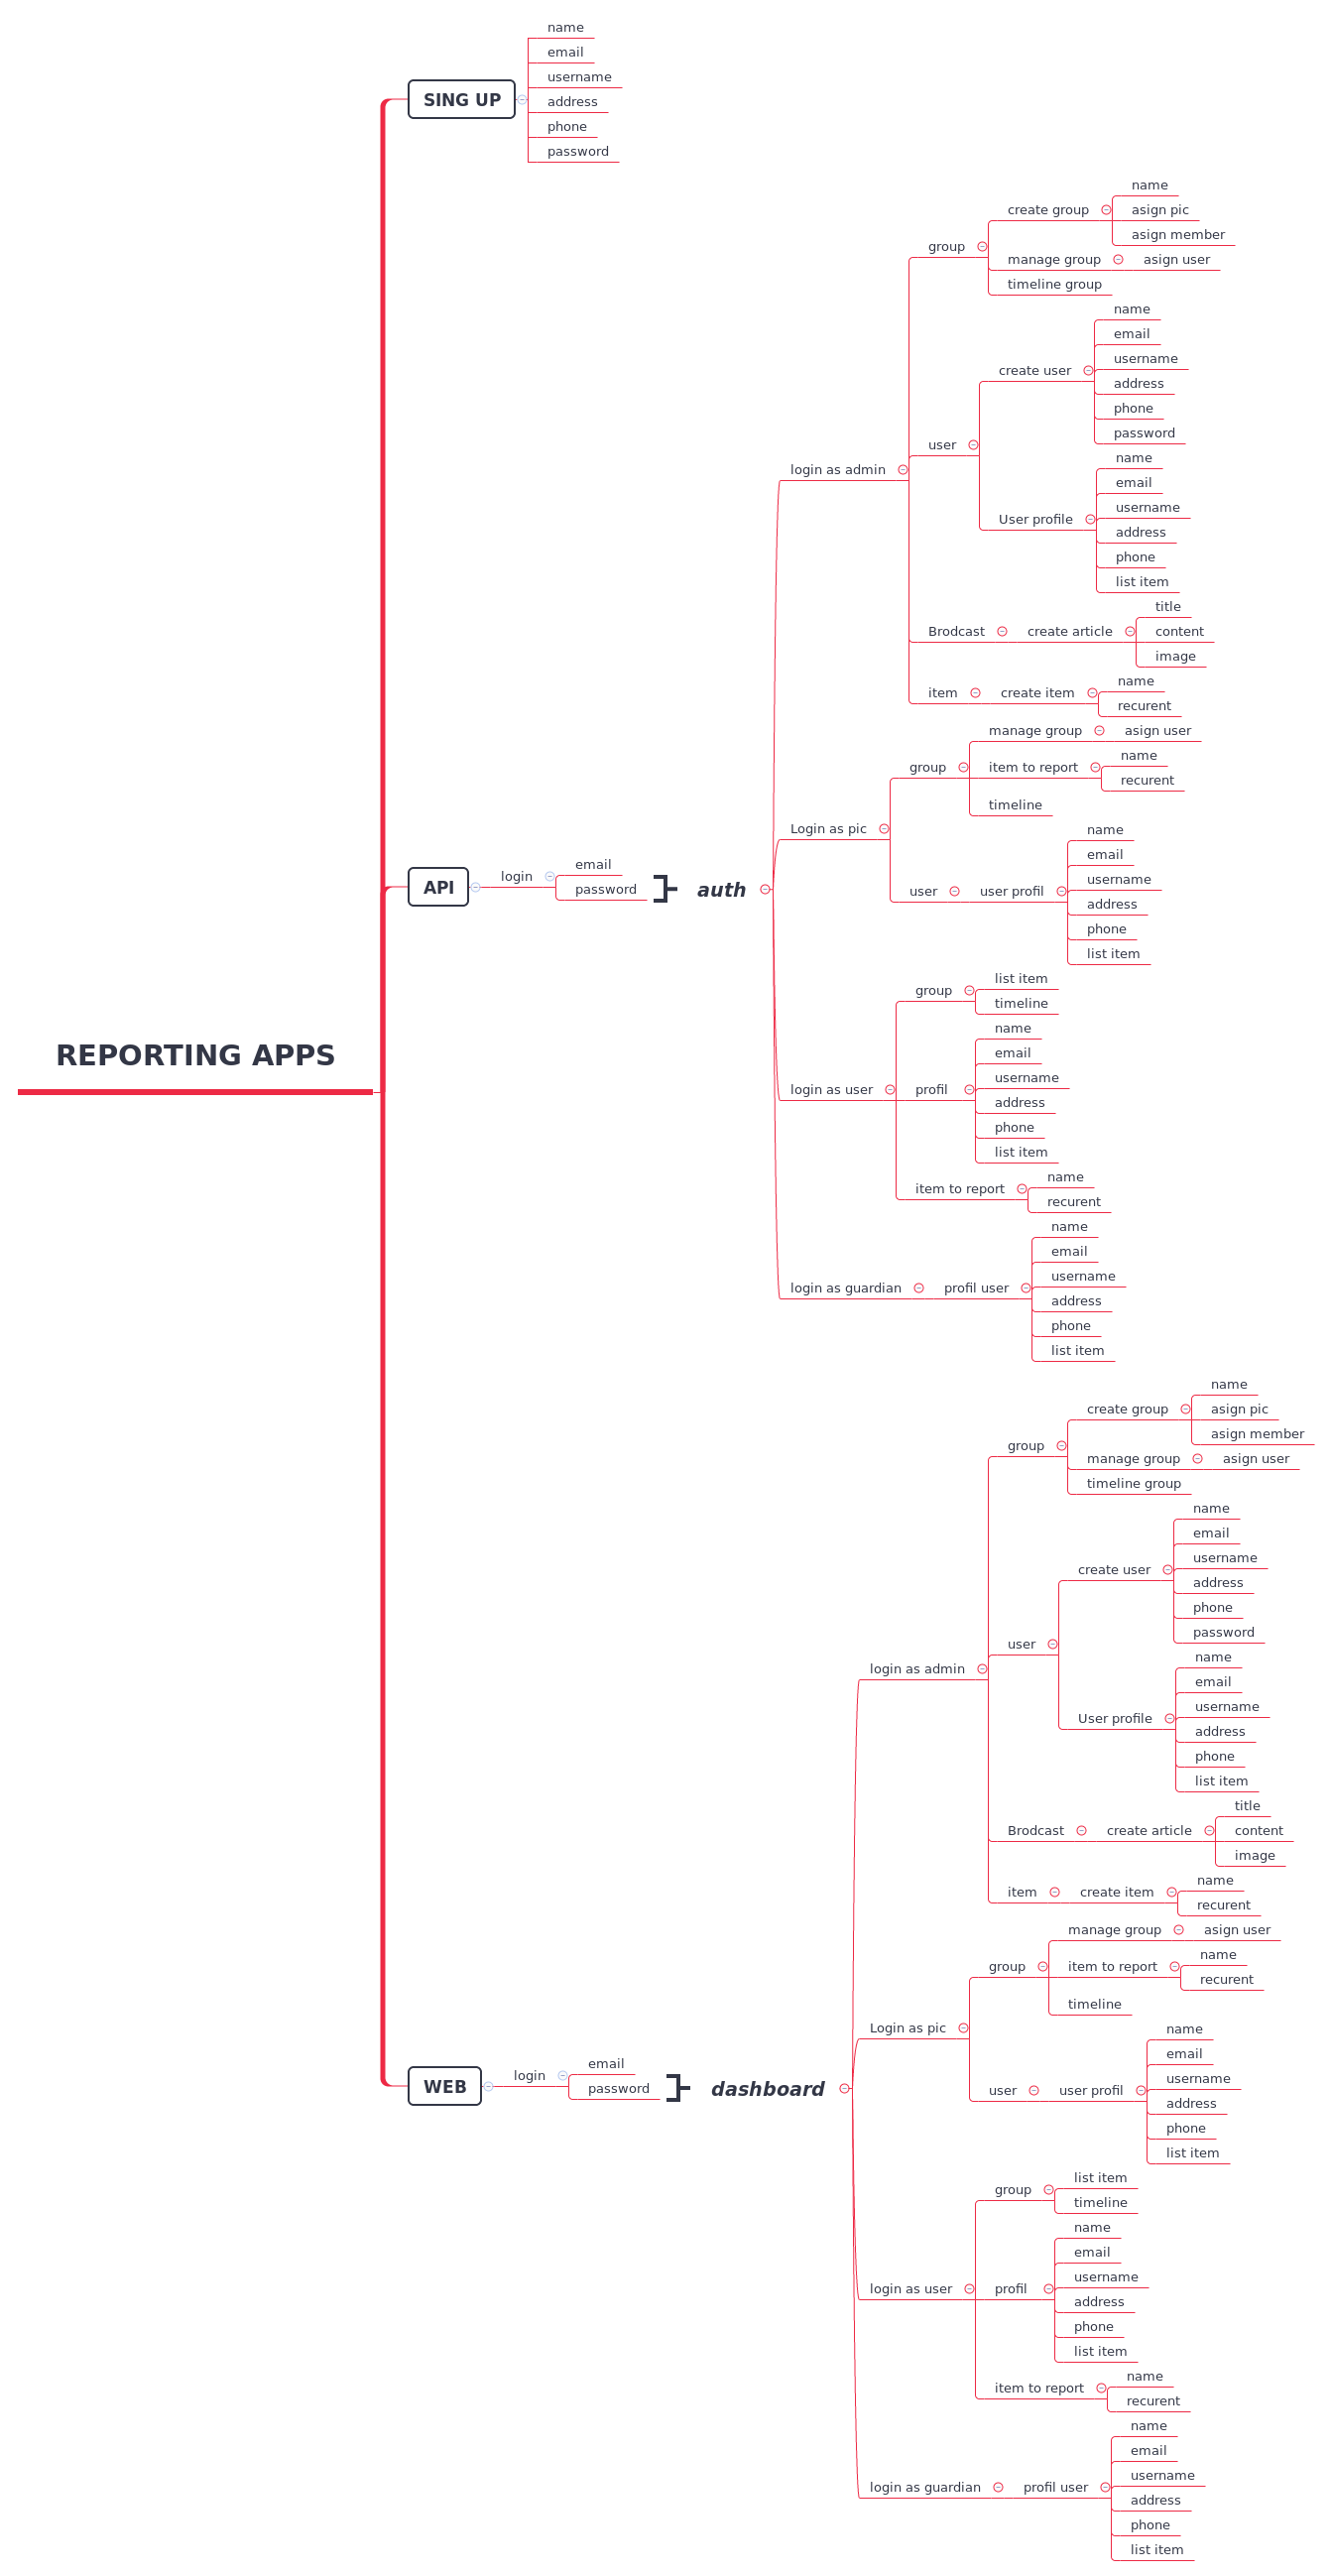 name
email
username
SING UP
address
phone
password
name
create group
asign pic
asign member
group
manage group
asign user
timeline group
name
email
username
create user
address
phone
password
user
name
login as admin
email
username
User profile
address
phone
list item
title
Brodcast
create article
content
image
name
item
create item
recurent
manage group
asign user
name
group
item to report
recurent
timeline
Login as pic
name
email
username
user
user profil
address
phone
list item
API
login
email
password
auth
list item
group
timeline
name
email
username
login as user
profil
address
phone
list item
name
item to report
recurent
name
email
username
login as guardian
profil user
address
phone
list item
REPORTING APPS
name
create group
asign pic
asign member
group
manage group
asign user
timeline group
name
email
username
create user
address
phone
password
user
name
login as admin
email
username
User profile
address
phone
list item
title
Brodcast
create article
content
image
name
item
create item
recurent
manage group
asign user
name
group
item to report
recurent
timeline
Login as pic
name
email
username
user
user profil
address
phone
list item
WEB
login
email
password
dashboard
list item
group
timeline
name
email
username
login as user
profil
address
phone
list item
name
item to report
recurent
name
email
username
login as guardian
profil user
address
phone
list item